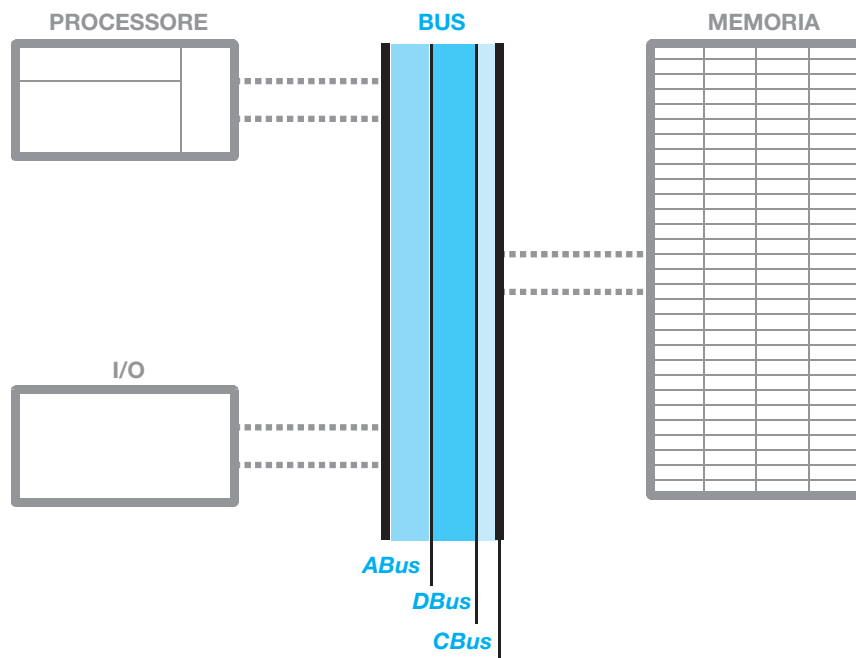 PROCESSORE
BUS
MEMORIA
I/O
ABus
DBus
CBus